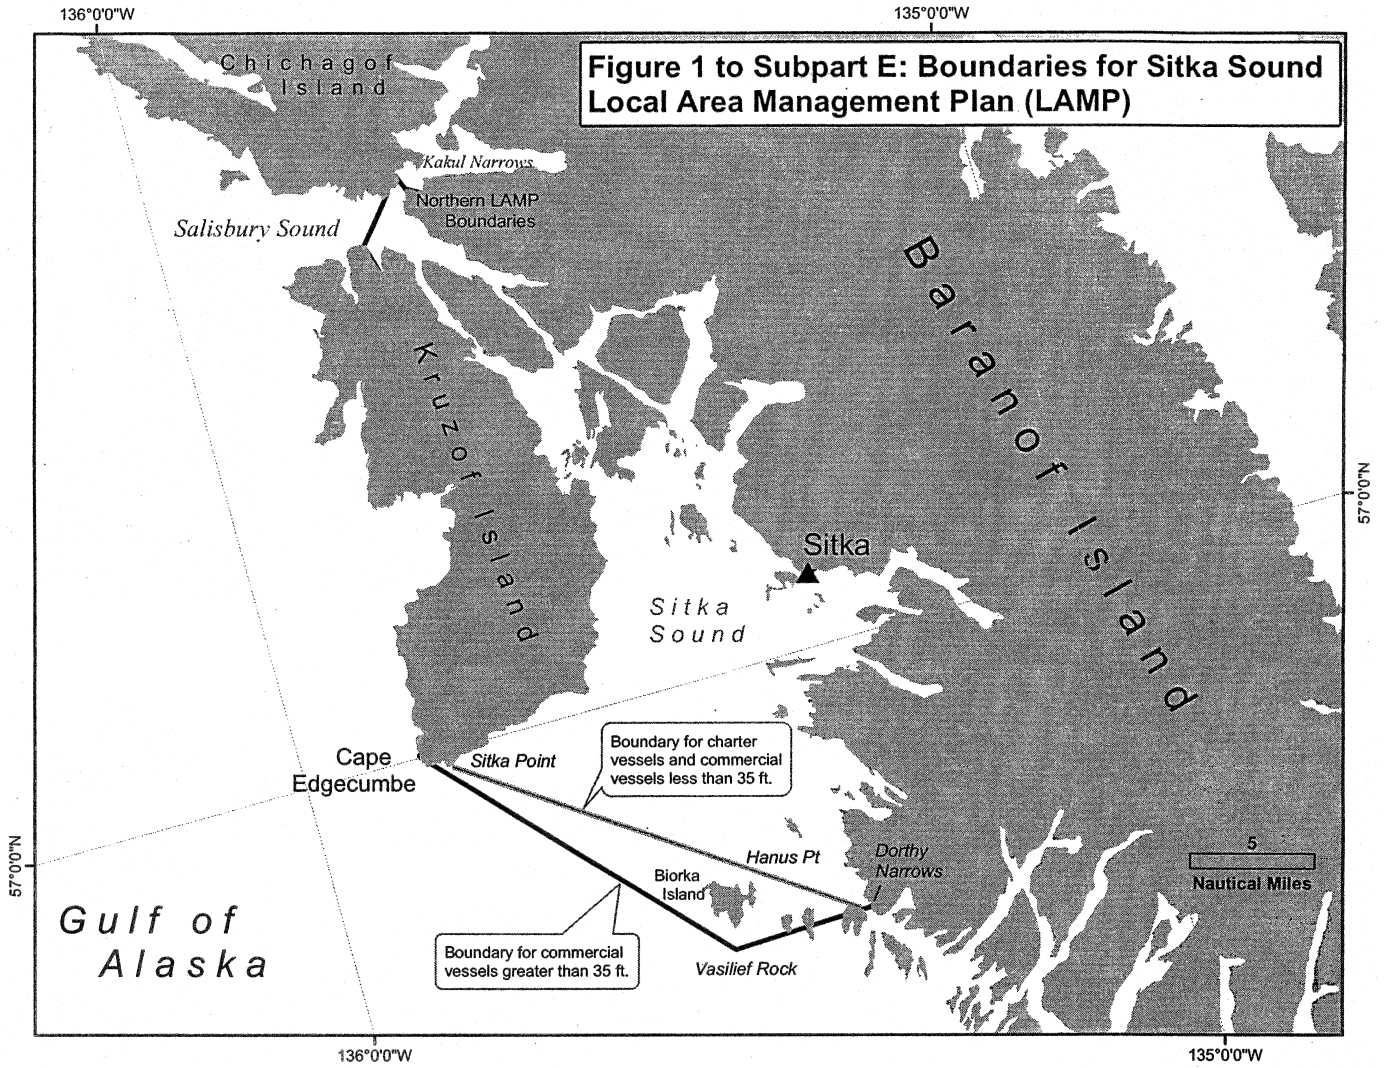 136°0'0"W
135°0'0"W
Figure 1 to Subpart E: Boundaries for Sitka Sound
Local Area Management Plan (LAMP)
Chichagof
Island
Kakul Narrows
Northern LAMP
Boundaries
Salisbury Sound
Baranof Island
Kruzof Island
57°0'0"N
Sitka
Sitka
Sound
Cape
Edgecumbe
Sitka Point
Boundary for charter
vessels and commercial
vessels less than 35 ft.
Hanus Pt
Dorthy
Narrows
5
Nautical Miles
Biorka
Island
57°0'0"N
Gulf of
Alaska
Boundary for commercial
vessels greater than 35 ft.
Vasilief Rock
136°0'0"W
135°0'0"W